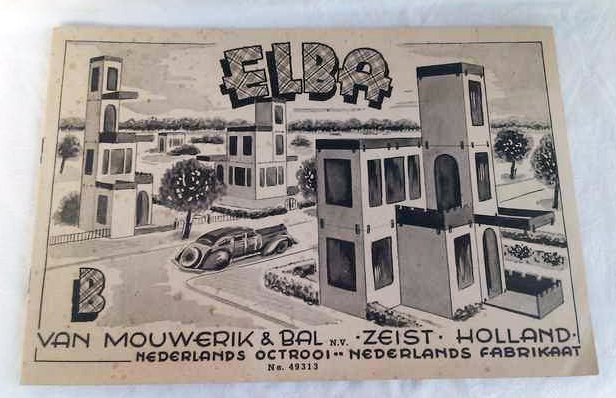 ELBA
B
VAN MOUWERIK & BAL N.V. · ZEIST · HOLLAND ·
NEDERLANDS OCTROOI -- NEDERLANDS FABRIKAAT
No. 49313